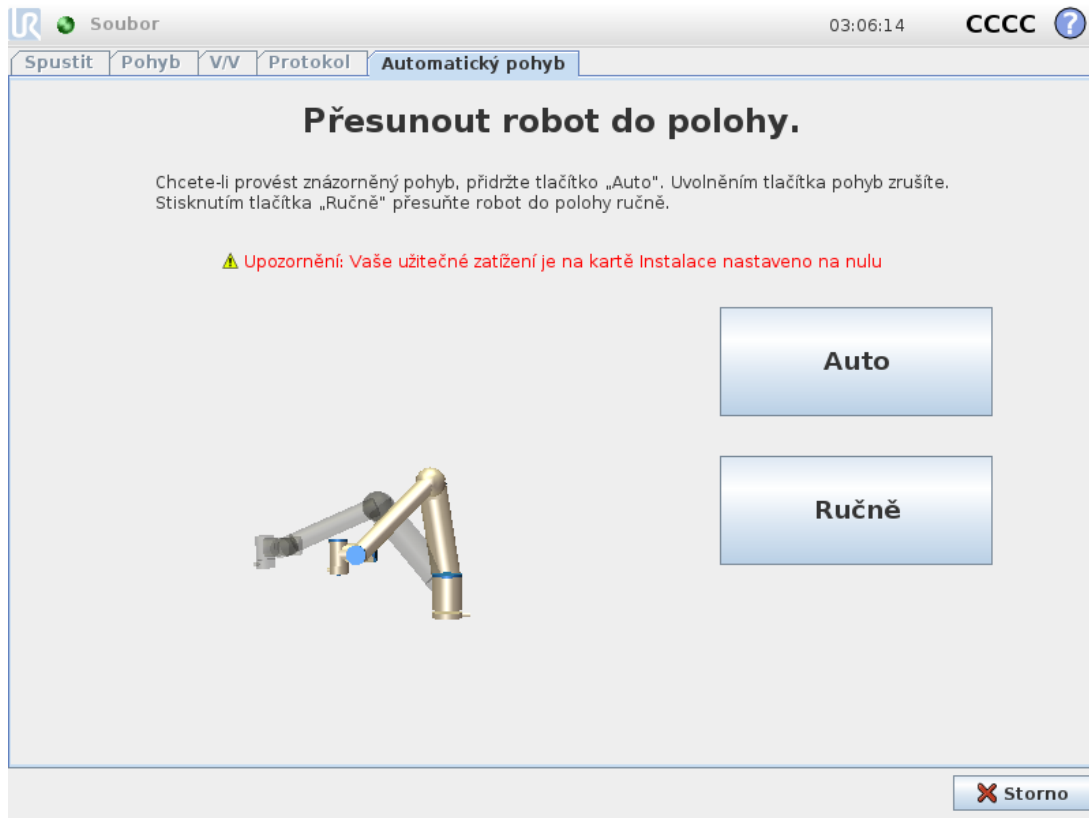 UR
Soubor
03:06:14
CCCC
?
Spustit
Pohyb
V/V
Protokol
Automatický pohyb
Přesunout robot do polohy.
Chcete-li provést znázorněný pohyb, přidržte tlačítko „Auto". Uvolněním tlačítka pohyb zrušíte.
Stisknutím tlačítka „Ručně" přesuňte robot do polohy ručně.
Upozornění: Vaše užitečné zatížení je na kartě Instalace nastaveno na nulu
Auto
Ručně
Storno